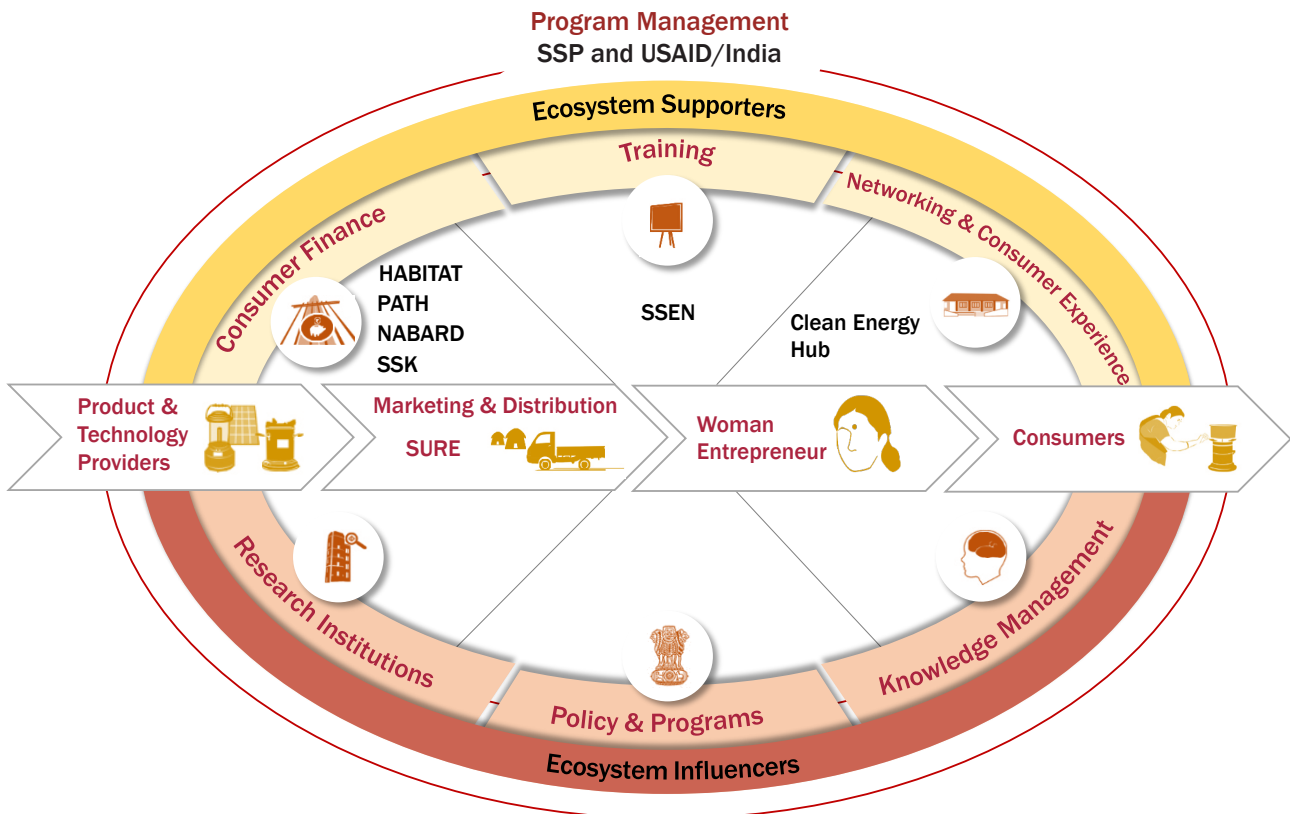 Program Management
SSP and USAID/India
Ecosystem Supporters
Training
Consumer Finance
Networking & Consumer Experience
HABITAT
PATH
NABARD
SSK
SSEN
Clean Energy
Hub
Product &
Technology
Providers
Marketing & Distribution
SURE
Woman
Entrepreneur
Consumers
Research Institutions
Policy & Programs
Knowledge Management
Ecosystem Influencers